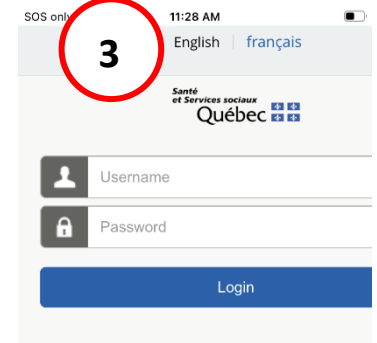 SOS only 11:28 AM
3
English français
Santé
et Services sociaux
Québec
Username
Password
Login